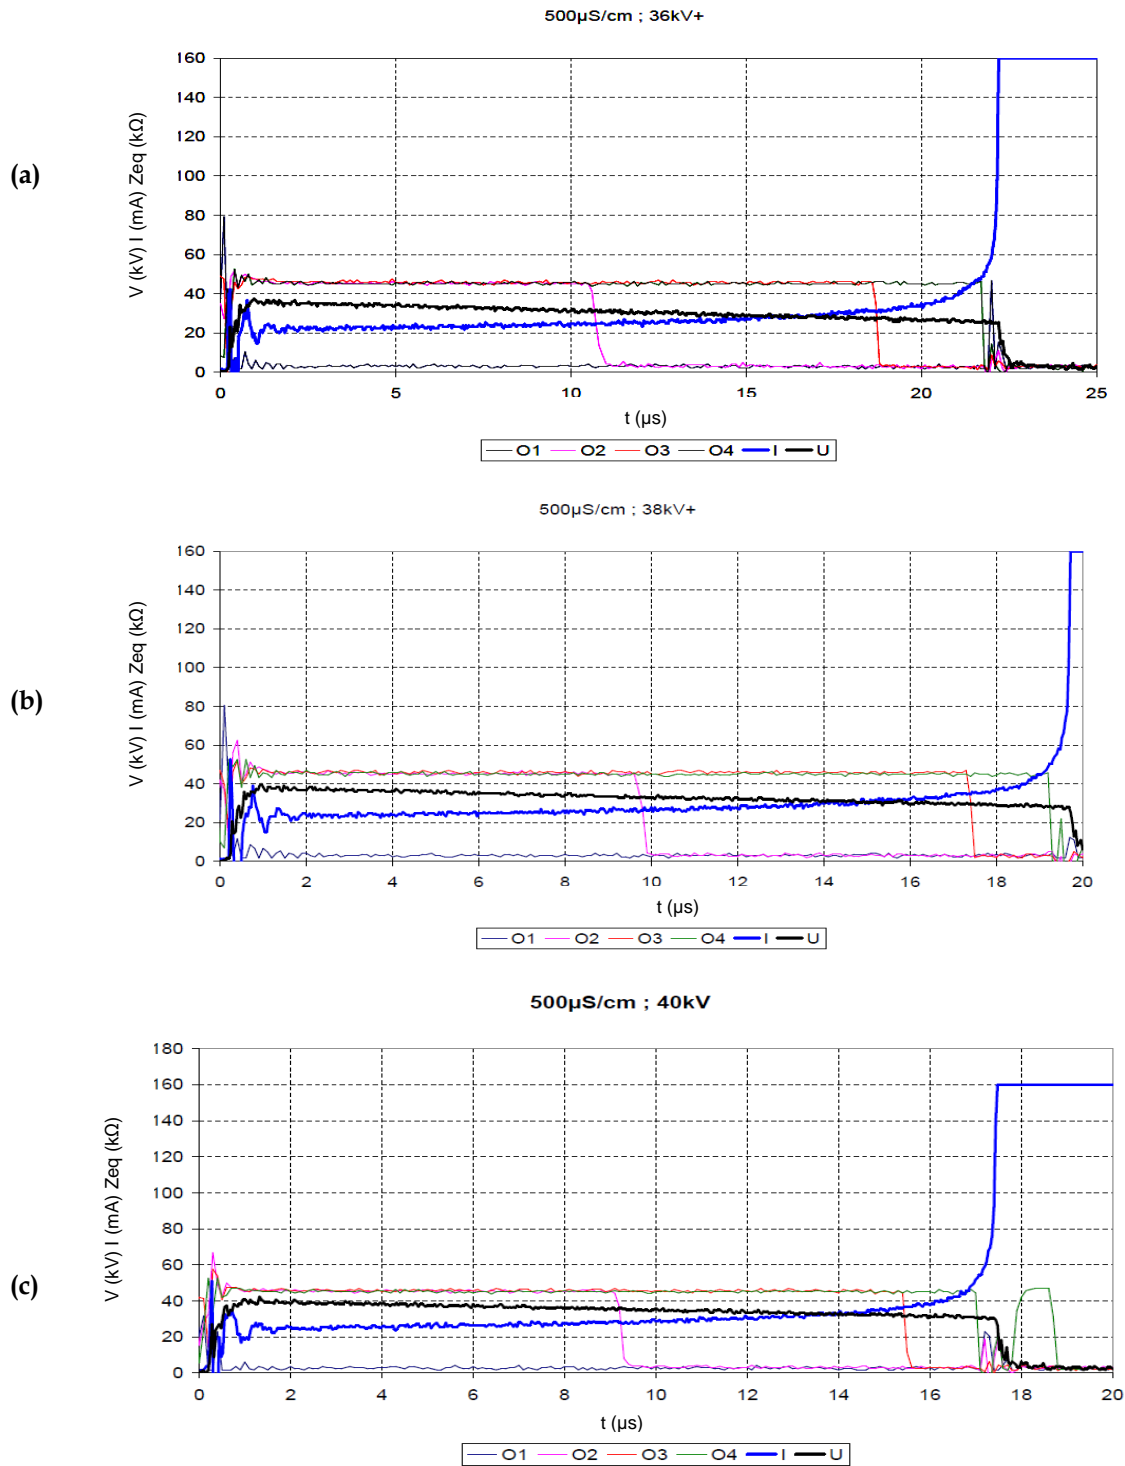 500µS/cm ; 36kV+
160
140
120
100
80
60
40
20
0
V (kV) I (mA) Zeq (kΩ)
(a)
0 5 10 15 20 25
t (µs)
O1 O2 O3 O4 I U
500µS/cm ; 38kV+
160
140
120
100
80
60
40
20
0
V (kV) I (mA) Zeq (kΩ)
(b)
0 2 4 6 8 10 12 14 16 18 20
t (µs)
O1 O2 O3 O4 I U
500µS/cm ; 40kV
180
160
140
120
100
80
60
40
20
0
V (kV) I (mA) Zeq (kΩ)
(c)
0 2 4 6 8 10 12 14 16 18 20
t (µs)
O1 O2 O3 O4 I U